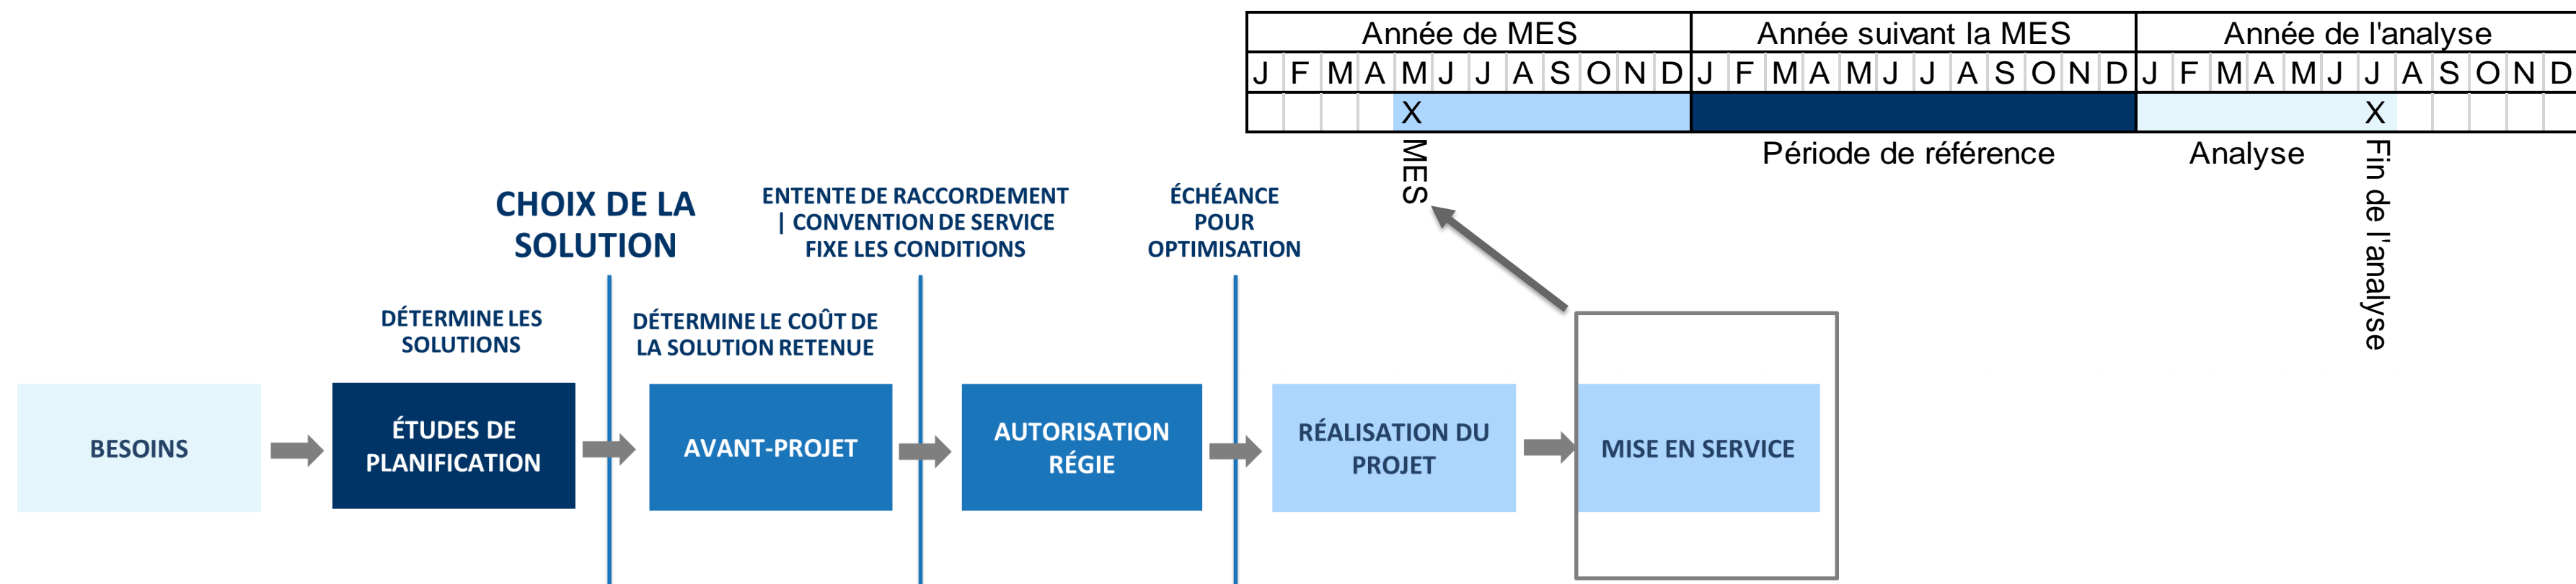 Année de MES Année suivant la MES Année de l'analyse
J F M A M J J A S O N D J F M A M J J A S O N D J F M A M J J A S O N D
X X
Période de référence Analyse
MES
Fin de l'analyse
CHOIX DE LA
SOLUTION
ENTENTE DE RACCORDEMENT
| CONVENTION DE SERVICE
FIXE LES CONDITIONS
ÉCHÉANCE
POUR
OPTIMISATION
DÉTERMINE LES
SOLUTIONS
DÉTERMINE LE COÛT DE
LA SOLUTION RETENUE
BESOINS
ÉTUDES DE
PLANIFICATION
AVANT-PROJET
AUTORISATION
RÉGIE
RÉALISATION DU
PROJET
MISE EN SERVICE